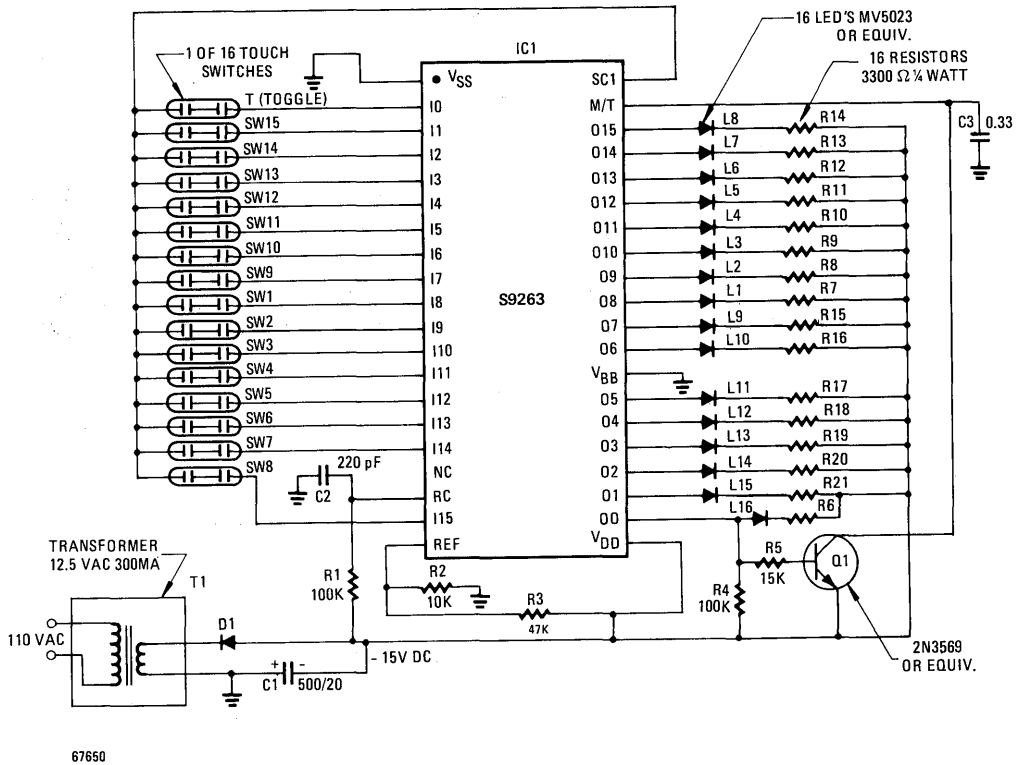 16 LED'S MV5023
OR EQUIV.
1 OF 16 TOUCH
SWITCHES
IC1
16 RESISTORS
3300 Ω ¼ WATT
VSS
SC1
T (TOGGLE)
I0
M/T
SW15
I1
O15
L8
R14
C3
0.33
SW14
I2
O14
L7
R13
SW13
I3
O13
L6
R12
SW12
I4
O12
L5
R11
SW11
I5
O11
L4
R10
SW10
I6
O10
L3
R9
SW9
I7
O9
L2
R8
SW1
I8
S9263
O8
L1
R7
SW2
I9
O7
L9
R15
SW3
I10
O6
L10
R16
SW4
I11
VBB
SW5
I12
O5
L11
R17
SW6
I13
O4
L12
R18
SW7
I14
O3
L13
R19
SW8
220 pF
C2
NC
O2
L14
R20
RC
O1
L15
R21
I15
O0
L16
R6
REF
VDD
TRANSFORMER
12.5 VAC 300MA
T1
R1
100K
R2
10K
R3
47K
R5
15K
R4
100K
Q1
110 VAC
D1
- 15V DC
+
-
C1
500/20
2N3569
OR EQUIV.
67650